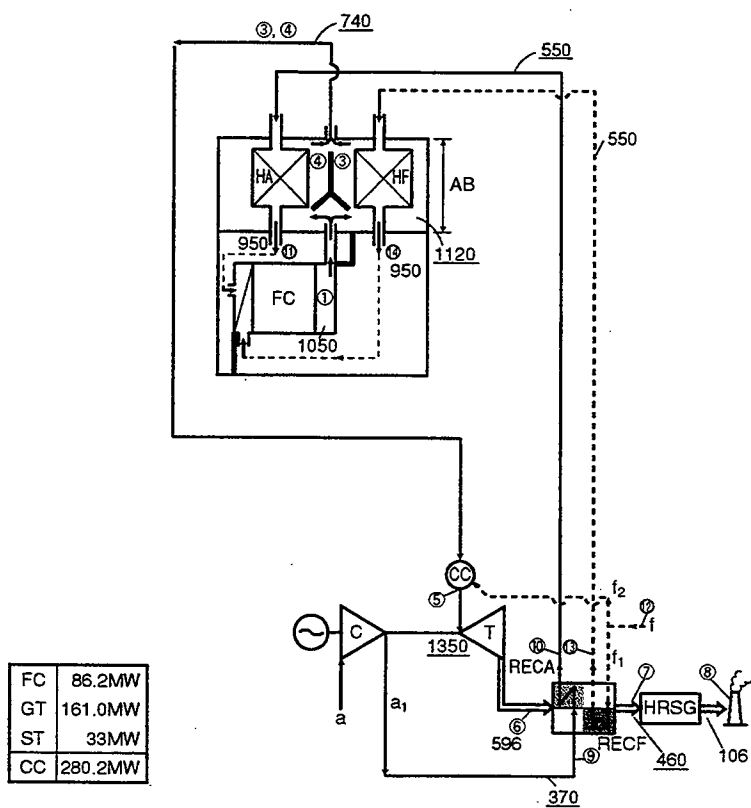 ③, ④
740
550
550
HA
④
③
HF
AB
950
⑪
⑭
950
1120
FC
①
1050
CC
⑤
f₂
⑫
f
C
T
1350
⑩
⑬
f₁
RECA
a
a₁
⑥
596
⑦
HRSG
⑧
RECF
460
106
⑨
370
FC 86.2MW
GT 161.0MW
ST 33MW
CC 280.2MW